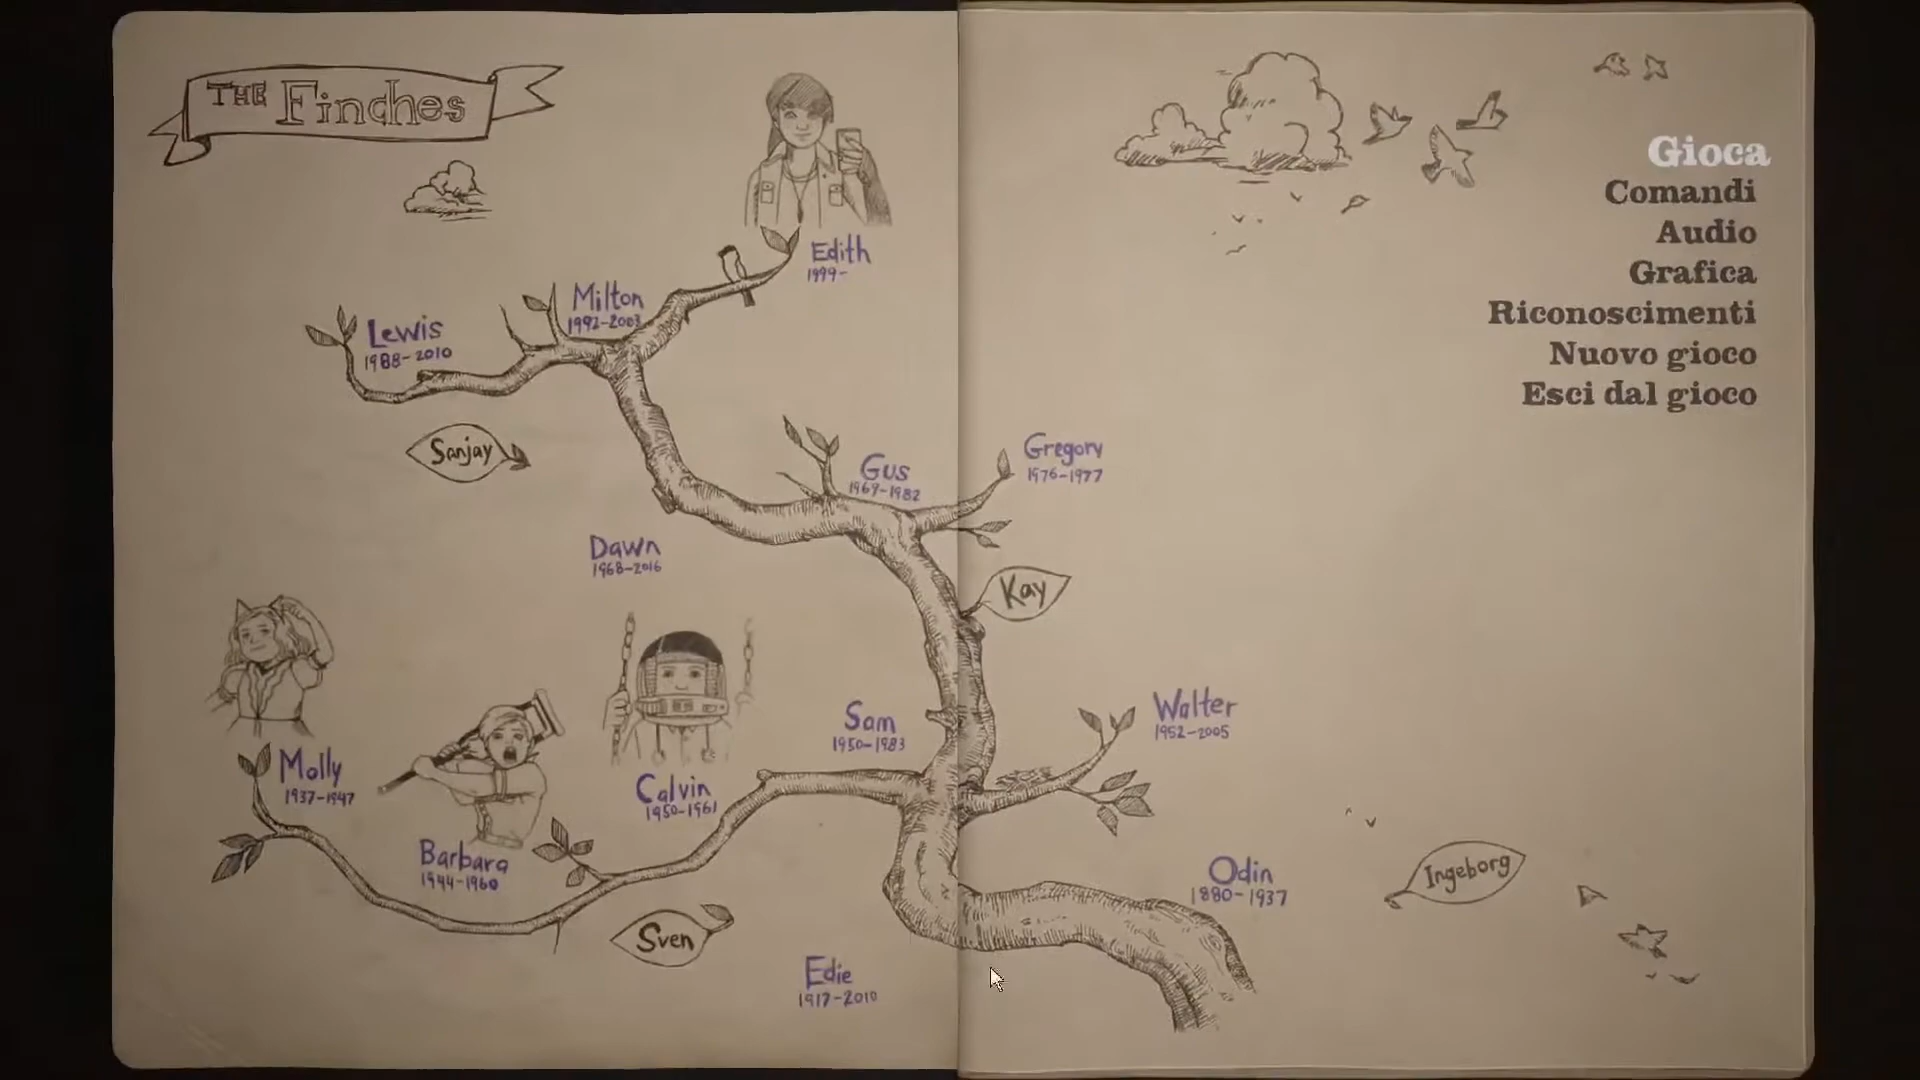 THE Finches
Edith
1999-
Milton
1992-2003
Lewis
1988-2010
Sanjay
Gus
1969-1982
Gregory
1976-1977
Dawn
1968-2016
Kay
Sam
1950-1983
Walter
1952-2005
Molly
1937-1947
Calvin
1950-1961
Barbara
1944-1960
Odin
1880-1937
Ingeborg
Sven
Edie
1917-2010
Gioca
Comandi
Audio
Grafica
Riconoscimenti
Nuovo gioco
Esci dal gioco